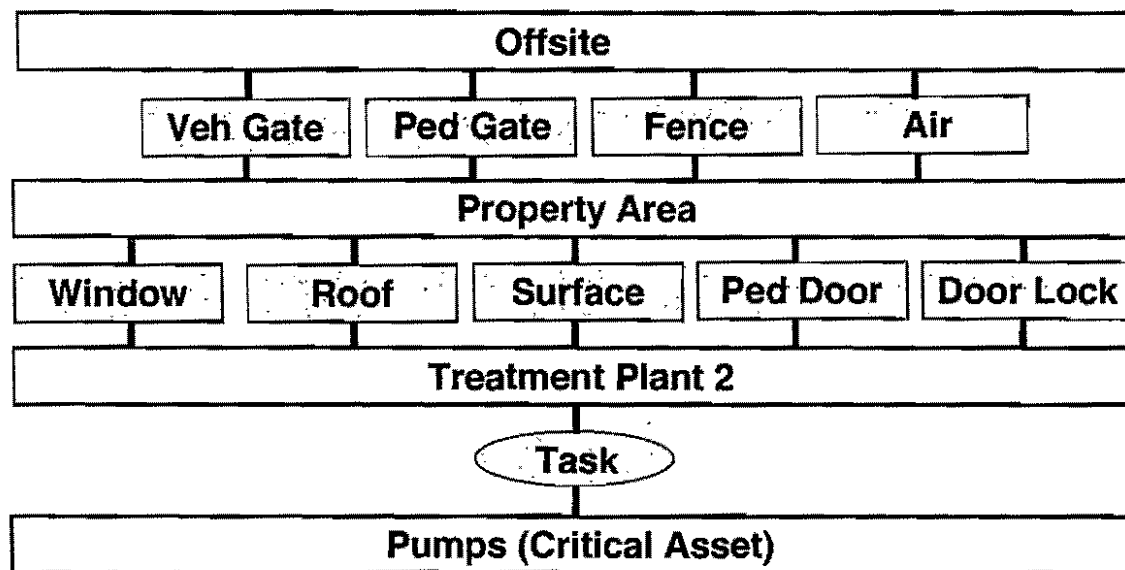 Offsite
Veh Gate Ped Gate Fence Air
Property Area
Window Roof Surface Ped Door Door Lock
Treatment Plant 2
Task
Pumps (Critical Asset)